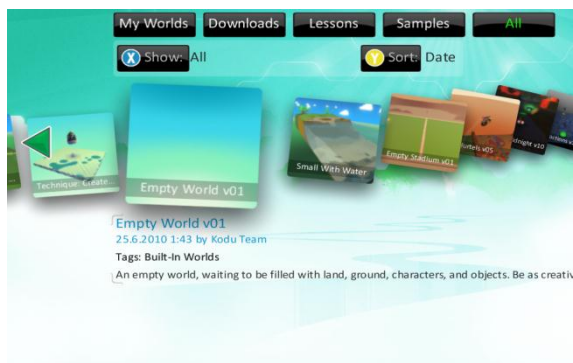 My Worlds Downloads Lessons Samples All
X Show: All Y Sort: Date
Technique: Create...
Empty World v01
Small With Water
Empty Stadium v01
v05
v10
Empty World v01
25.6.2010 1:43 by Kodu Team
Tags: Built-In Worlds
An empty world, waiting to be filled with land, ground, characters, and objects. Be as creativ